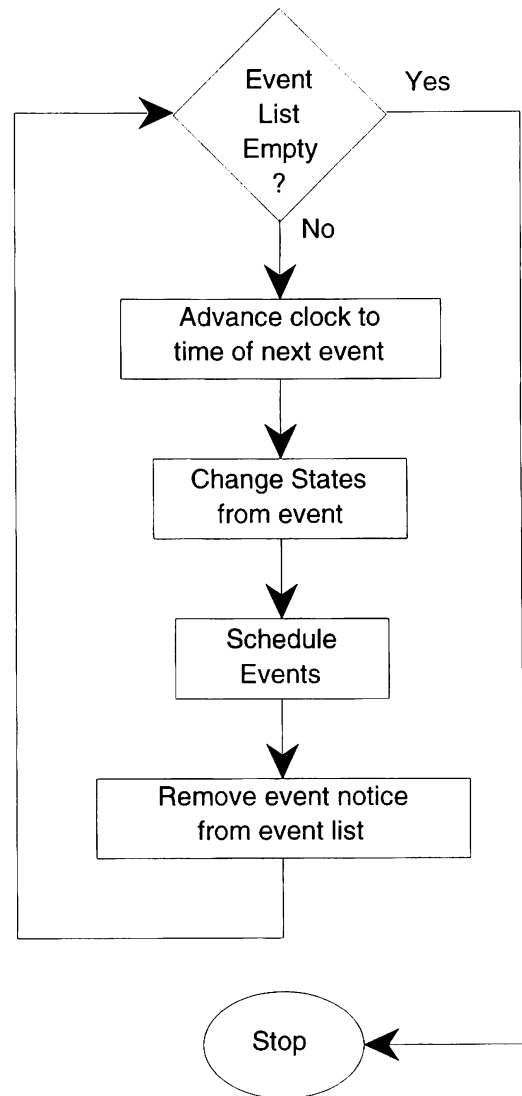 Event
List
Empty
?
Yes
No
Advance clock to
time of next event
Change States
from event
Schedule
Events
Remove event notice
from event list
Stop